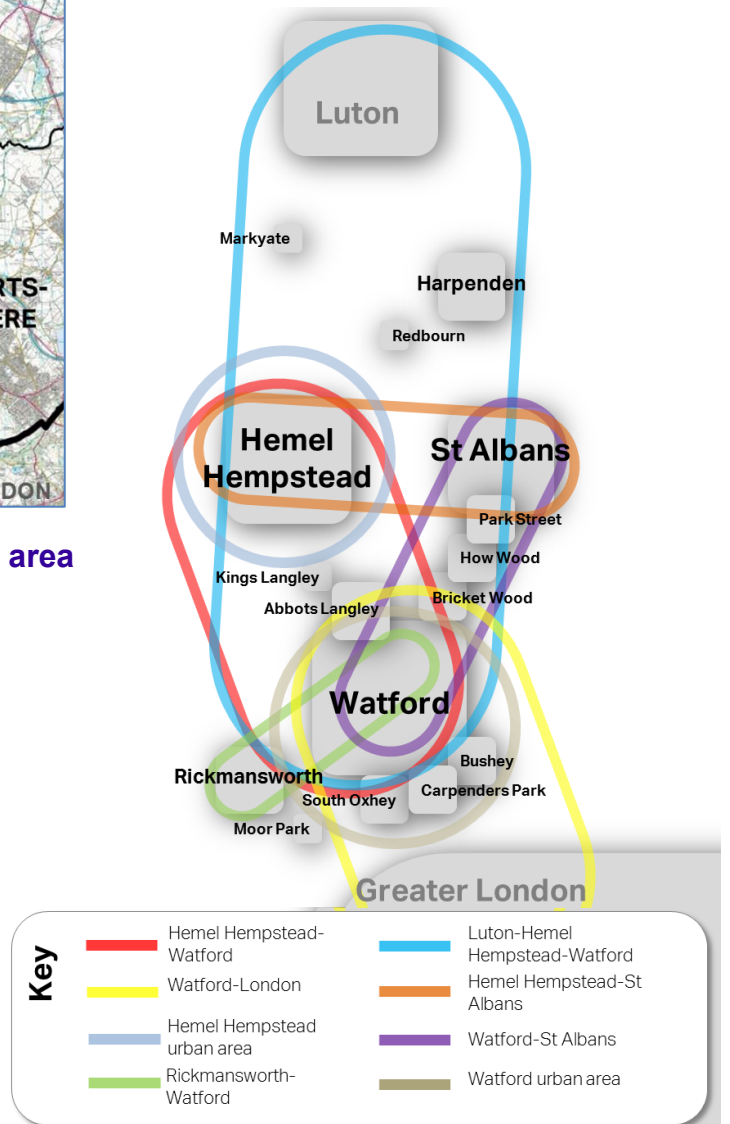 Luton
Markyate
Harpenden
RTS-
ERE
Redbourn
Hemel
Hempstead
St Albans
DON
Park Street
area
How Wood
Kings Langley
Bricket Wood
Abbots Langley
Watford
Bushey
Rickmansworth
Carpenders Park
South Oxhey
Moor Park
Greater London
Key
Hemel Hempstead-
Watford
Watford-London
Hemel Hempstead
urban area
Rickmansworth-
Watford
Luton-Hemel
Hempstead-Watford
Hemel Hempstead-St
Albans
Watford-St Albans
Watford urban area